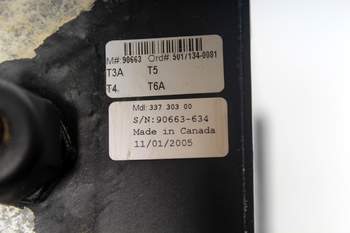 M#: 90663 Ord#: 501/134-0081
T3A T5
T4. T6A
Mdl: 337 303 00
S/N:90663-634
Made in Canada
11/01/2005